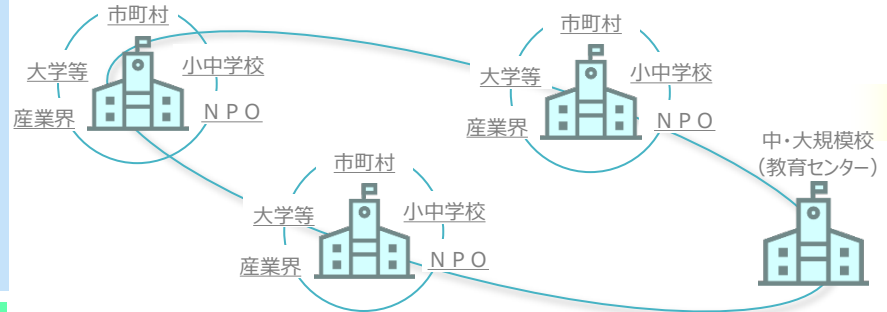 市町村
大学等
小中学校
産業界
ＮＰＯ
市町村
大学等
小中学校
産業界
ＮＰＯ
市町村
大学等
小中学校
産業界
ＮＰＯ
中・大規模校
（教育センター）